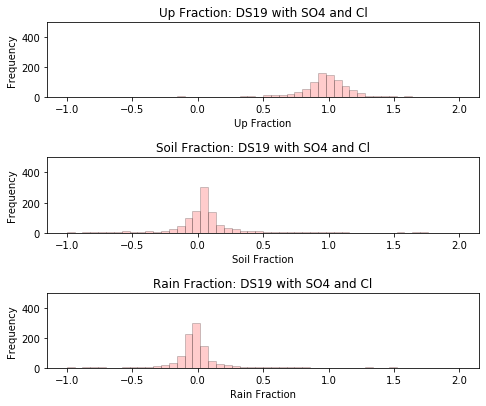 Up Fraction: DS19 with SO4 and Cl
400
200
0
Frequency
-1.0 -0.5 0.0 0.5 1.0 1.5 2.0
Up Fraction
Soil Fraction: DS19 with SO4 and Cl
400
200
0
Frequency
-1.0 -0.5 0.0 0.5 1.0 1.5 2.0
Soil Fraction
Rain Fraction: DS19 with SO4 and Cl
400
200
0
Frequency
-1.0 -0.5 0.0 0.5 1.0 1.5 2.0
Rain Fraction